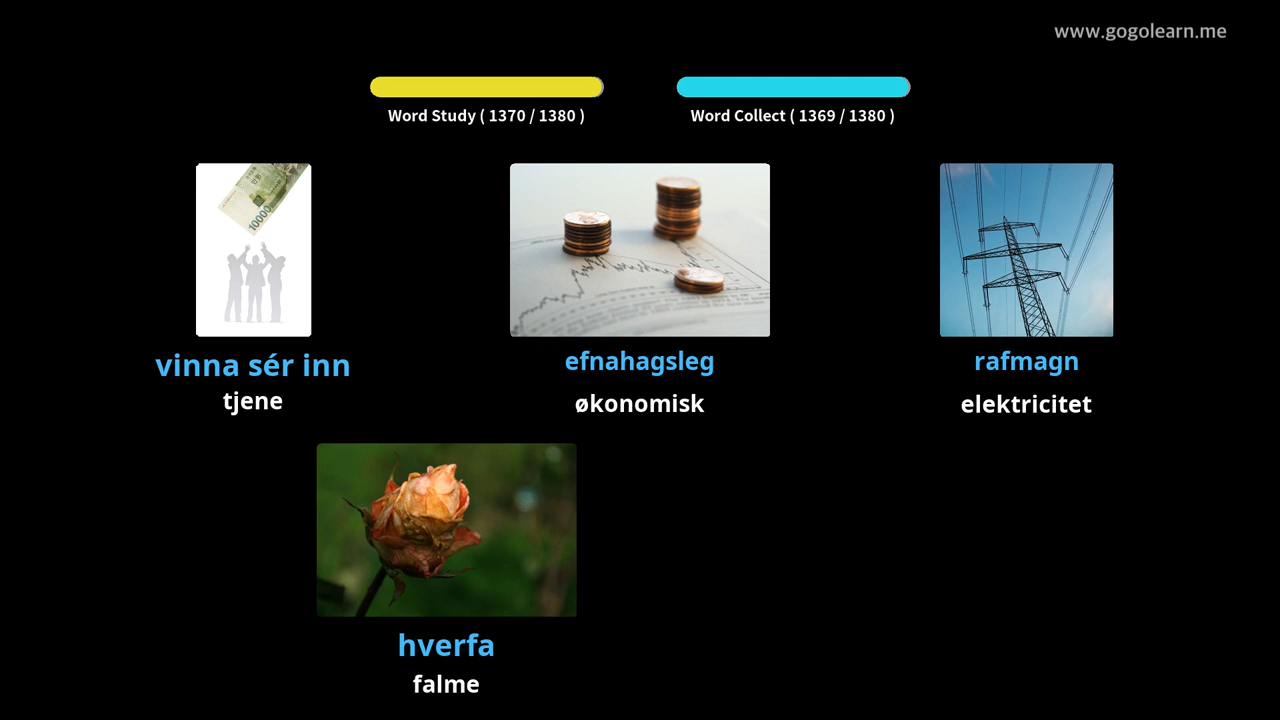 www.gogolearn.me
Word Study ( 1370 / 1380 )
Word Collect ( 1369 / 1380 )
10000
vinna sér inn
tjene
efnahagsleg
økonomisk
rafmagn
elektricitet
hverfa
falme